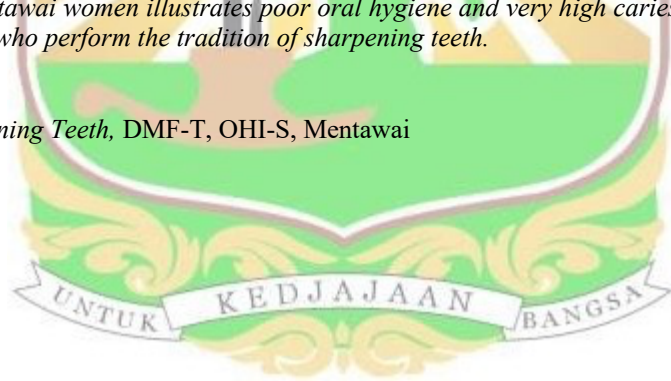 tawai women illustrates poor oral hygiene and very high caries
who perform the tradition of sharpening teeth.
ning Teeth, DMF-T, OHI-S, Mentawai
UNTUK KEDJAJAAN BANGSA